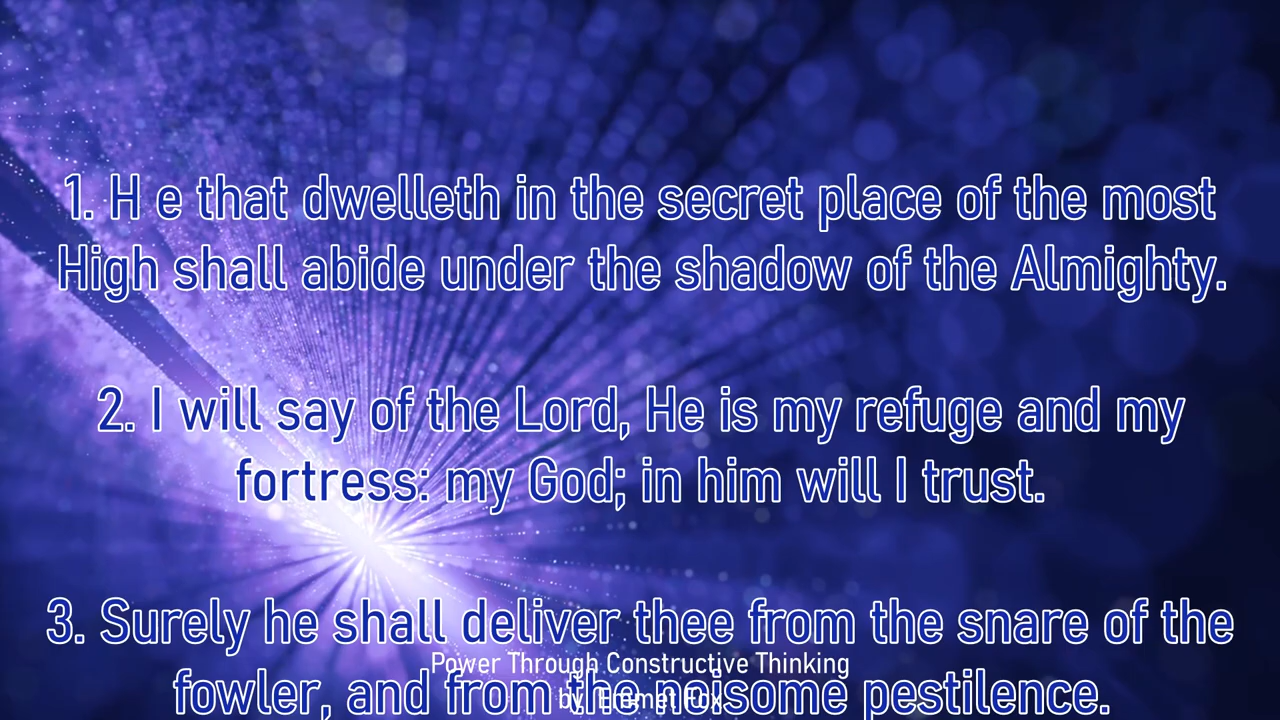 1. H e that dwelleth in the secret place of the most
High shall abide under the shadow of the Almighty.
2. I will say of the Lord, He is my refuge and my
fortress: my God; in him will I trust.
3. Surely he shall deliver thee from the snare of the
Power Through Constructive Thinking
fowler, and from the noisome pestilence.
by, Emmet Fox